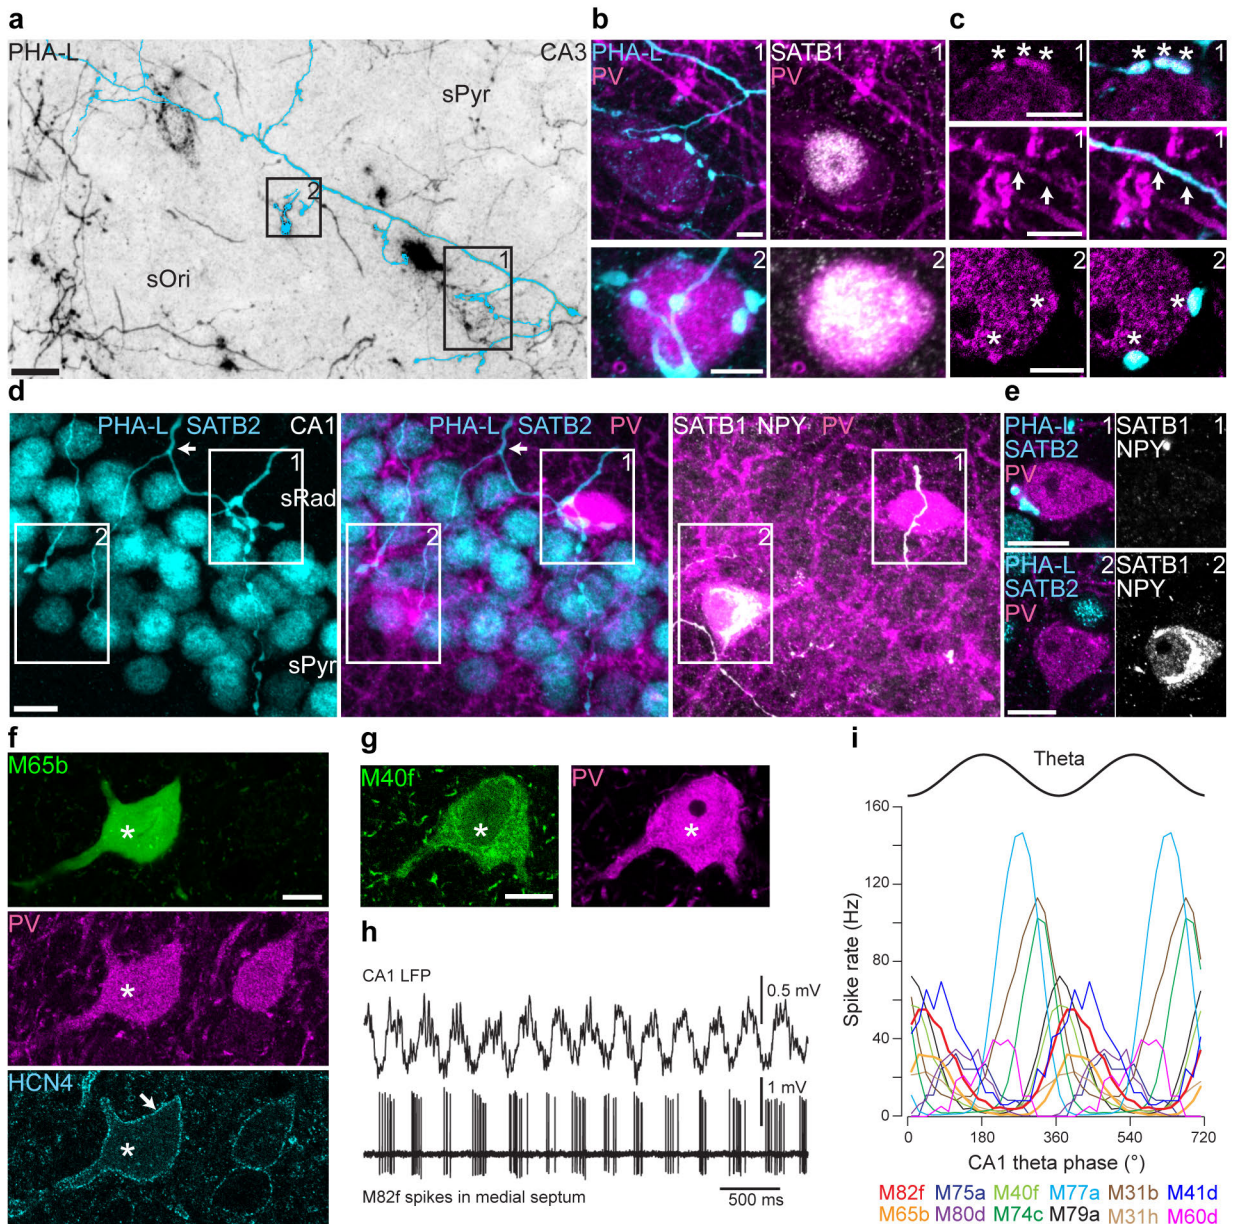 a
PHA-L
CA3
sPyr
2
1
sOri
b
PHA-L
PV
1
SATB1
PV
1
2
2
c
1
1
1
1
2
2
d
PHA-L SATB2 CA1
1
sRad
2
sPyr
PHA-L SATB2 PV
1
2
SATB1 NPY PV
1
2
e
PHA-L 1
SATB2
PV
SATB1 1
NPY
PHA-L 2
SATB2
PV
SATB1 2
NPY
f
M65b
PV
HCN4
g
M40f
PV
h
CA1 LFP
0.5 mV
1 mV
M82f spikes in medial septum
500 ms
i
Theta
160
120
80
40
0
Spike rate (Hz)
0 180 360 540 720
CA1 theta phase (°)
M82f M75a M40f M77a M31b M41d
M65b M80d M74c M79a M31h M60d